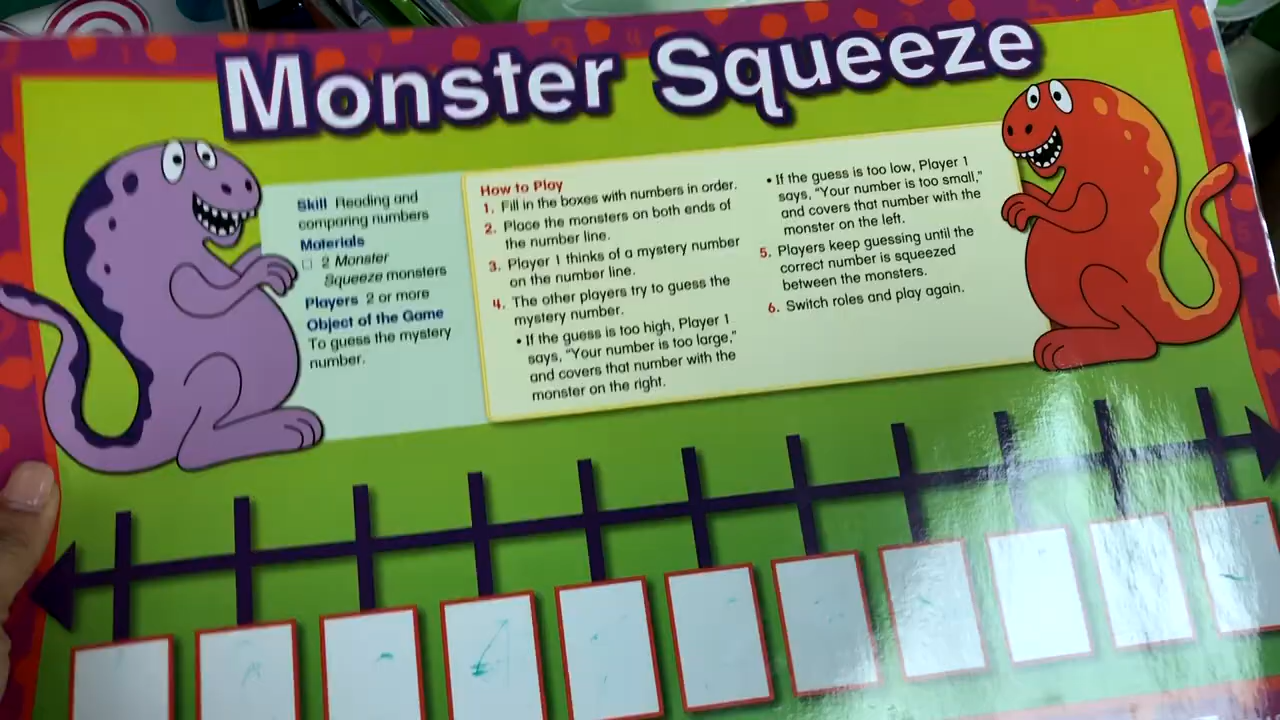 Monster Squeeze
Skill Reading and
comparing numbers
Materials
□ 2 Monster
Squeeze monsters
Players 2 or more
Object of the Game
To guess the mystery
number.
How to Play
1. Fill in the boxes with numbers in order.
2. Place the monsters on both ends of
the number line.
3. Player 1 thinks of a mystery number
on the number line.
4. The other players try to guess the
mystery number.
• If the guess is too high, Player 1
says, "Your number is too large,"
and covers that number with the
monster on the right.
• If the guess is too low, Player 1
says, "Your number is too small,"
and covers that number with the
monster on the left.
5. Players keep guessing until the
correct number is squeezed
between the monsters.
6. Switch roles and play again.